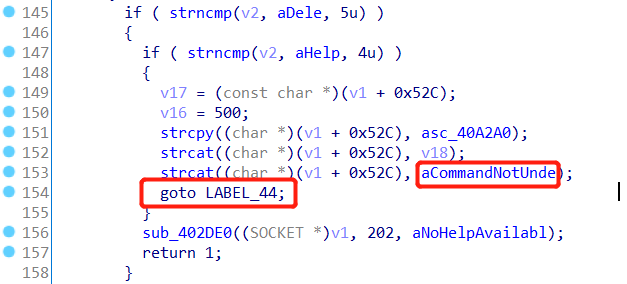 145 if ( strncmp(v2, aDele, 5u) )
146 {
147 if ( strncmp(v2, aHelp, 4u) )
148 {
149 v17 = (const char *)(v1 + 0x52C);
150 v16 = 500;
151 strcpy((char *)(v1 + 0x52C), asc_40A2A0);
152 strcat((char *)(v1 + 0x52C), v18);
153 strcat((char *)(v1 + 0x52C), aCommandNotUnde);
154 goto LABEL_44;
155 }
156 sub_402DE0((SOCKET *)v1, 202, aNoHelpAvailabl);
157 return 1;
158 }